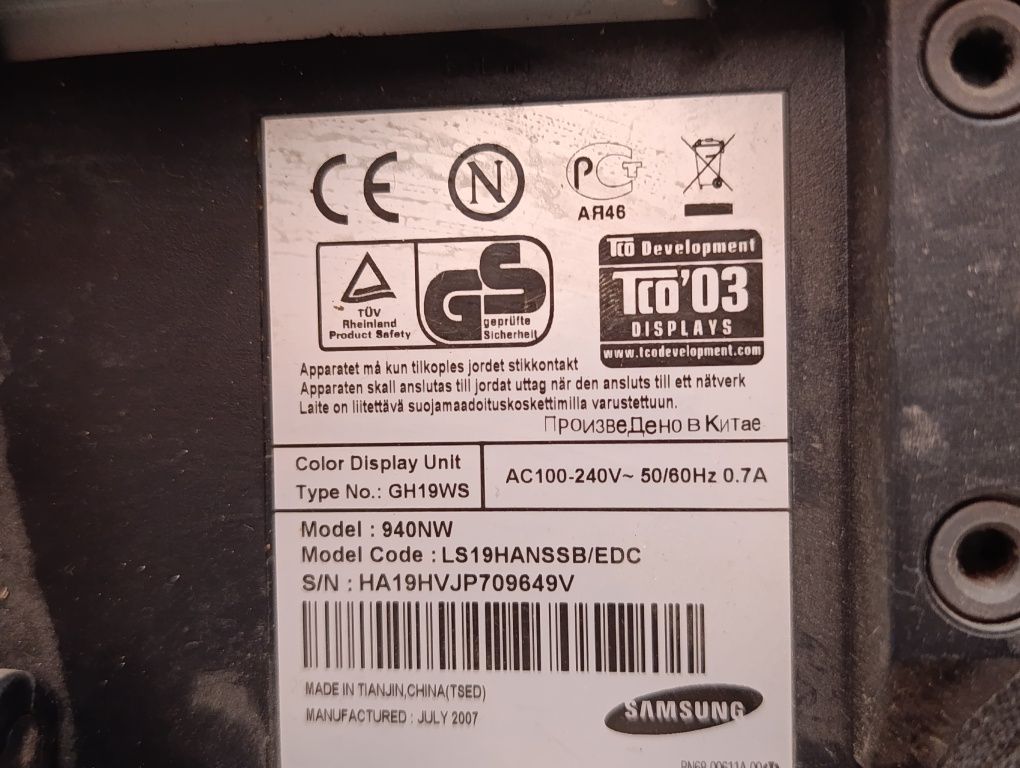 CE N PCT
АЯ46
TÜV
Rheinland
Product Safety
GS
geprüfte
Sicherheit
TCO Development
TCO'03
DISPLAYS
www.tcodevelopment.com
Apparatet må kun tilkoples jordet stikkontakt
Apparaten skall anslutas till jordat uttag när den ansluts till ett nätverk
Laite on liitettävä suojamaadoituskoskettimilla varustettuun.
Произведено в Китае
Color Display Unit
Type No.: GH19WS
AC100-240V~ 50/60Hz 0.7A
Model : 940NW
Model Code : LS19HANSSB/EDC
S/N : HA19HVJP709649V
MADE IN TIANJIN,CHINA(TSED)
MANUFACTURED : JULY 2007
SAMSUNG